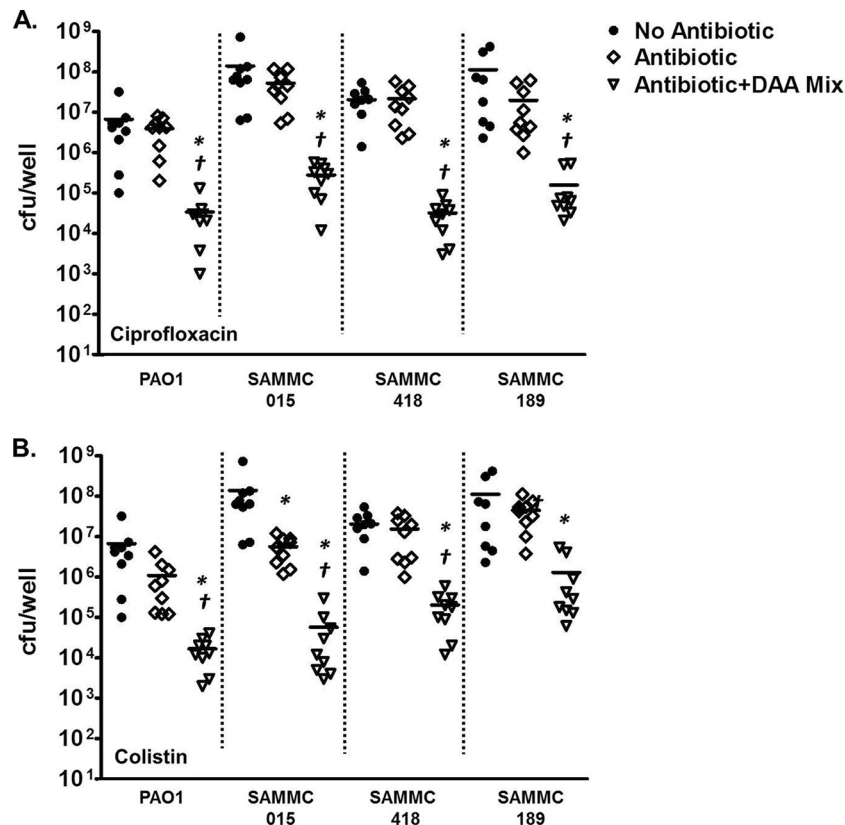 A.
No Antibiotic
Antibiotic
Antibiotic+DAA Mix
cfu/well
10⁹
10⁸
10⁷
10⁶
10⁵
10⁴
10³
10²
10¹
*
†
*
†
*
†
*
†
Ciprofloxacin
PAO1
SAMMC
015
SAMMC
418
SAMMC
189
B.
cfu/well
10⁹
10⁸
10⁷
10⁶
10⁵
10⁴
10³
10²
10¹
*
†
*
*
†
*
†
†
*
Colistin
PAO1
SAMMC
015
SAMMC
418
SAMMC
189